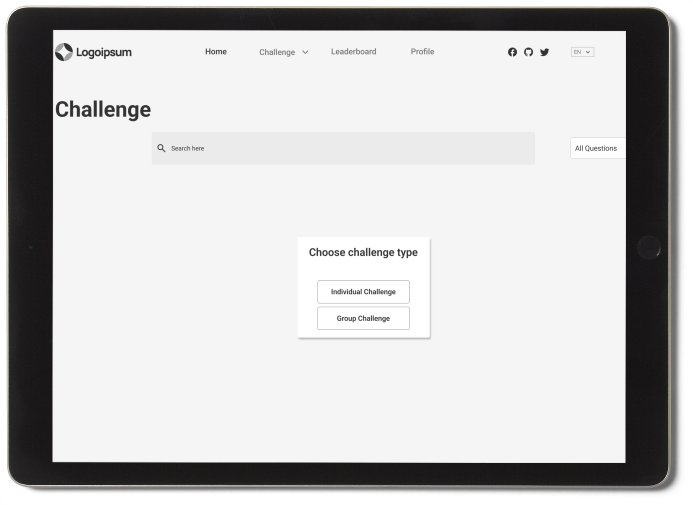 Logoipsum Home Challenge Leaderboard Profile EN
Challenge
Search here All Questions
Choose challenge type
Individual Challenge
Group Challenge